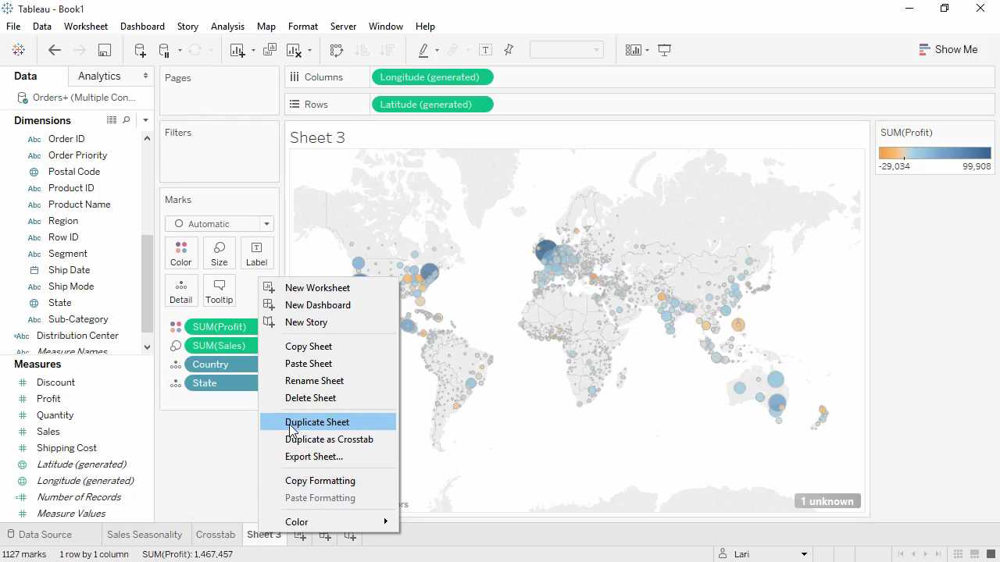 Tableau - Book1
File Data Worksheet Dashboard Story Analysis Map Format Server Window Help
Show Me
Data Analytics
Orders+ (Multiple Con...
Dimensions
Abc Order ID
Abc Order Priority
Postal Code
Abc Product ID
Abc Product Name
Abc Region
Abc Row ID
Abc Segment
Ship Date
Abc Ship Mode
State
Abc Sub-Category
=Abc Distribution Center
Abc Measure Names
Measures
# Discount
# Profit
# Quantity
# Sales
# Shipping Cost
Latitude (generated)
Longitude (generated)
=# Number of Records
# Measure Values
Pages
Filters
Marks
Automatic
Color Size Label
Detail Tooltip
SUM(Profit)
SUM(Sales)
Country
State
Columns Longitude (generated)
Rows Latitude (generated)
Sheet 3
1 unknown
SUM(Profit)
-29,034 99,908
New Worksheet
New Dashboard
New Story
Copy Sheet
Paste Sheet
Rename Sheet
Delete Sheet
Duplicate Sheet
Duplicate as Crosstab
Export Sheet...
Copy Formatting
Paste Formatting
Color
Data Source Sales Seasonality Crosstab Sheet 3
1127 marks 1 row by 1 column SUM(Profit): 1,467,457 Lari